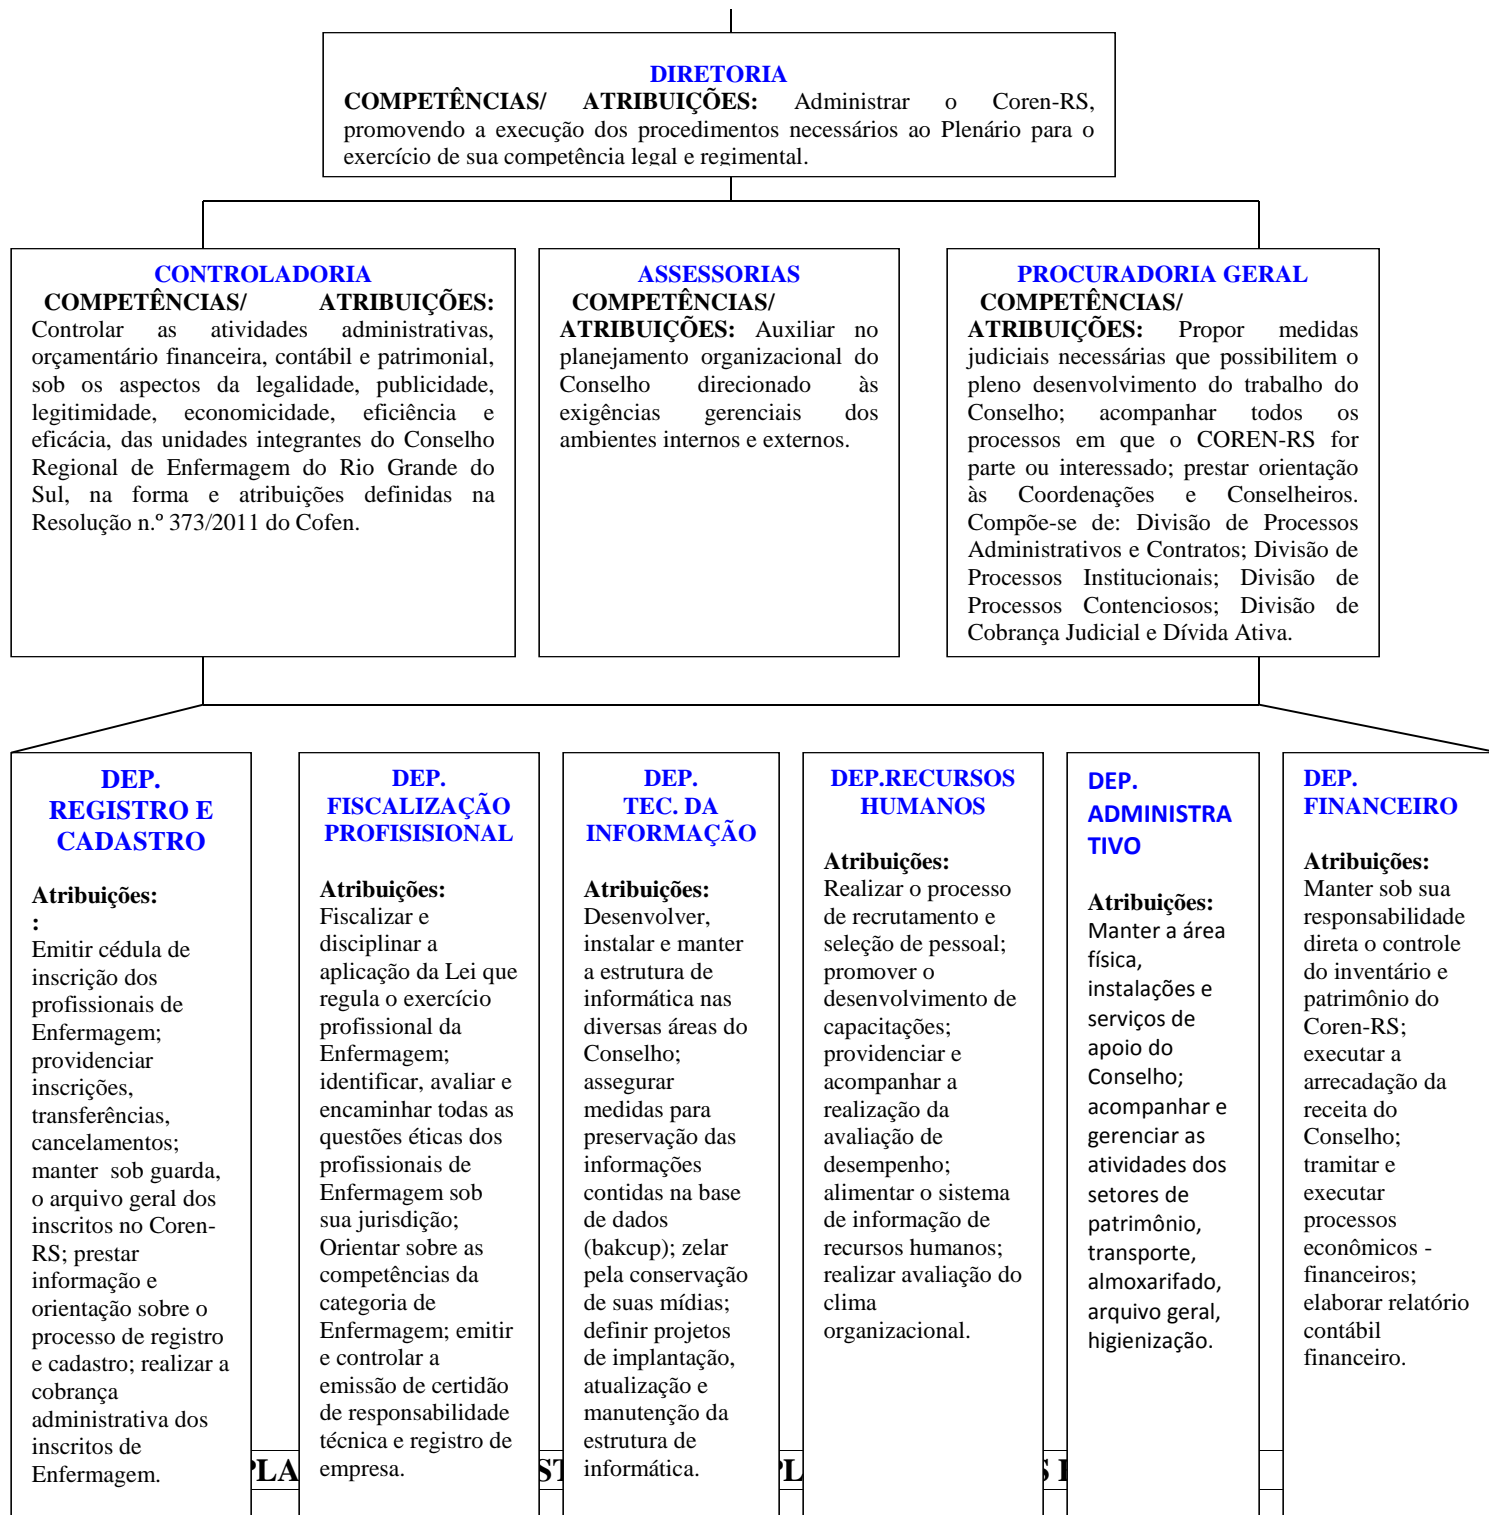 DIRETORIA
COMPETÊNCIAS/ ATRIBUIÇÕES: Administrar o Coren-RS,
promovendo a execução dos procedimentos necessários ao Plenário para o
exercício de sua competência legal e regimental.
CONTROLADORIA
COMPETÊNCIAS/ ATRIBUIÇÕES:
Controlar as atividades administrativas,
orçamentário financeira, contábil e patrimonial,
sob os aspectos da legalidade, publicidade,
legitimidade, economicidade, eficiência e
eficácia, das unidades integrantes do Conselho
Regional de Enfermagem do Rio Grande do
Sul, na forma e atribuições definidas na
Resolução n.º 373/2011 do Cofen.
ASSESSORIAS
COMPETÊNCIAS/
ATRIBUIÇÕES: Auxiliar no
planejamento organizacional do
Conselho direcionado às
exigências gerenciais dos
ambientes internos e externos.
PROCURADORIA GERAL
COMPETÊNCIAS/
ATRIBUIÇÕES: Propor medidas
judiciais necessárias que possibilitem o
pleno desenvolvimento do trabalho do
Conselho; acompanhar todos os
processos em que o COREN-RS for
parte ou interessado; prestar orientação
às Coordenações e Conselheiros.
Compõe-se de: Divisão de Processos
Administrativos e Contratos; Divisão de
Processos Institucionais; Divisão de
Processos Contenciosos; Divisão de
Cobrança Judicial e Dívida Ativa.
DEP.
REGISTRO E
CADASTRO
Atribuições:
:
Emitir cédula de
inscrição dos
profissionais de
Enfermagem;
providenciar
inscrições,
transferências,
cancelamentos;
manter sob guarda,
o arquivo geral dos
inscritos no Coren-
RS; prestar
informação e
orientação sobre o
processo de registro
e cadastro; realizar a
cobrança
administrativa dos
inscritos de
Enfermagem.
DEP.
FISCALIZAÇÃO
PROFISISIONAL
Atribuições:
Fiscalizar e
disciplinar a
aplicação da Lei que
regula o exercício
profissional da
Enfermagem;
identificar, avaliar e
encaminhar todas as
questões éticas dos
profissionais de
Enfermagem sob
sua jurisdição;
Orientar sobre as
competências da
categoria de
Enfermagem; emitir
e controlar a
emissão de certidão
de responsabilidade
técnica e registro de
empresa.
DEP.
TEC. DA
INFORMAÇÃO
Atribuições:
Desenvolver,
instalar e manter
a estrutura de
informática nas
diversas áreas do
Conselho;
assegurar
medidas para
preservação das
informações
contidas na base
de dados
(bakcup); zelar
pela conservação
de suas mídias;
definir projetos
de implantação,
atualização e
manutenção da
estrutura de
informática.
DEP.RECURSOS
HUMANOS
Atribuições:
Realizar o processo
de recrutamento e
seleção de pessoal;
promover o
desenvolvimento de
capacitações;
providenciar e
acompanhar a
realização da
avaliação de
desempenho;
alimentar o sistema
de informação de
recursos humanos;
realizar avaliação do
clima
organizacional.
DEP.
ADMINISTRA
TIVO
Atribuições:
Manter a área
física,
instalações e
serviços de
apoio do
Conselho;
acompanhar e
gerenciar as
atividades dos
setores de
patrimônio,
transporte,
almoxarifado,
arquivo geral,
higienização.
DEP.
FINANCEIRO
Atribuições:
Manter sob sua
responsabilidade
direta o controle
do inventário e
patrimônio do
Coren-RS;
executar a
arrecadação da
receita do
Conselho;
tramitar e
executar
processos
econômicos -
financeiros;
elaborar relatório
contábil
financeiro.